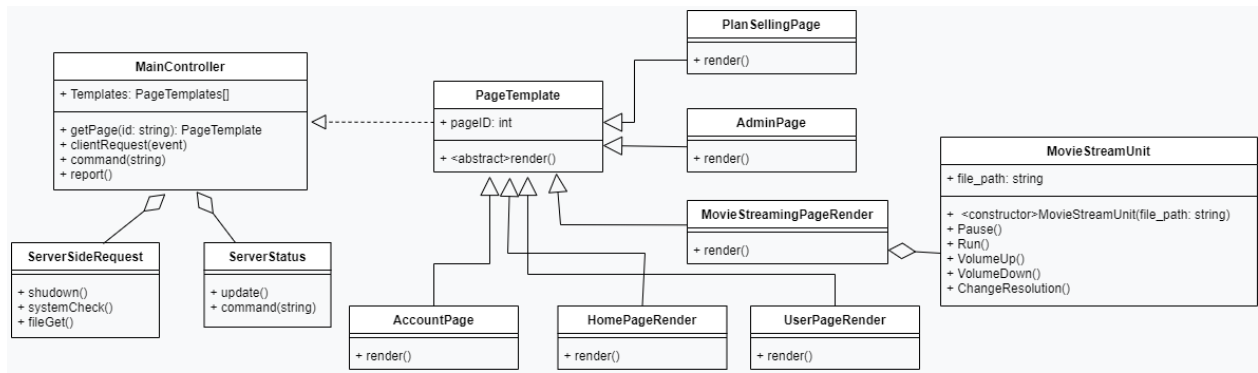 PlanSellingPage
+ render()
MainController
+ Templates: PageTemplates[]
+ getPage(id: string): PageTemplate
+ clientRequest(event)
+ command(string)
+ report()
PageTemplate
+ pageID: int
+ <abstract>render()
AdminPage
+ render()
MovieStreamUnit
+ file_path: string
+ <constructor>MovieStreamUnit(file_path: string)
+ Pause()
+ Run()
+ VolumeUp()
+ VolumeDown()
+ ChangeResolution()
MovieStreamingPageRender
+ render()
ServerSideRequest
+ shudown()
+ systemCheck()
+ fileGet()
ServerStatus
+ update()
+ command(string)
AccountPage
+ render()
HomePageRender
+ render()
UserPageRender
+ render()